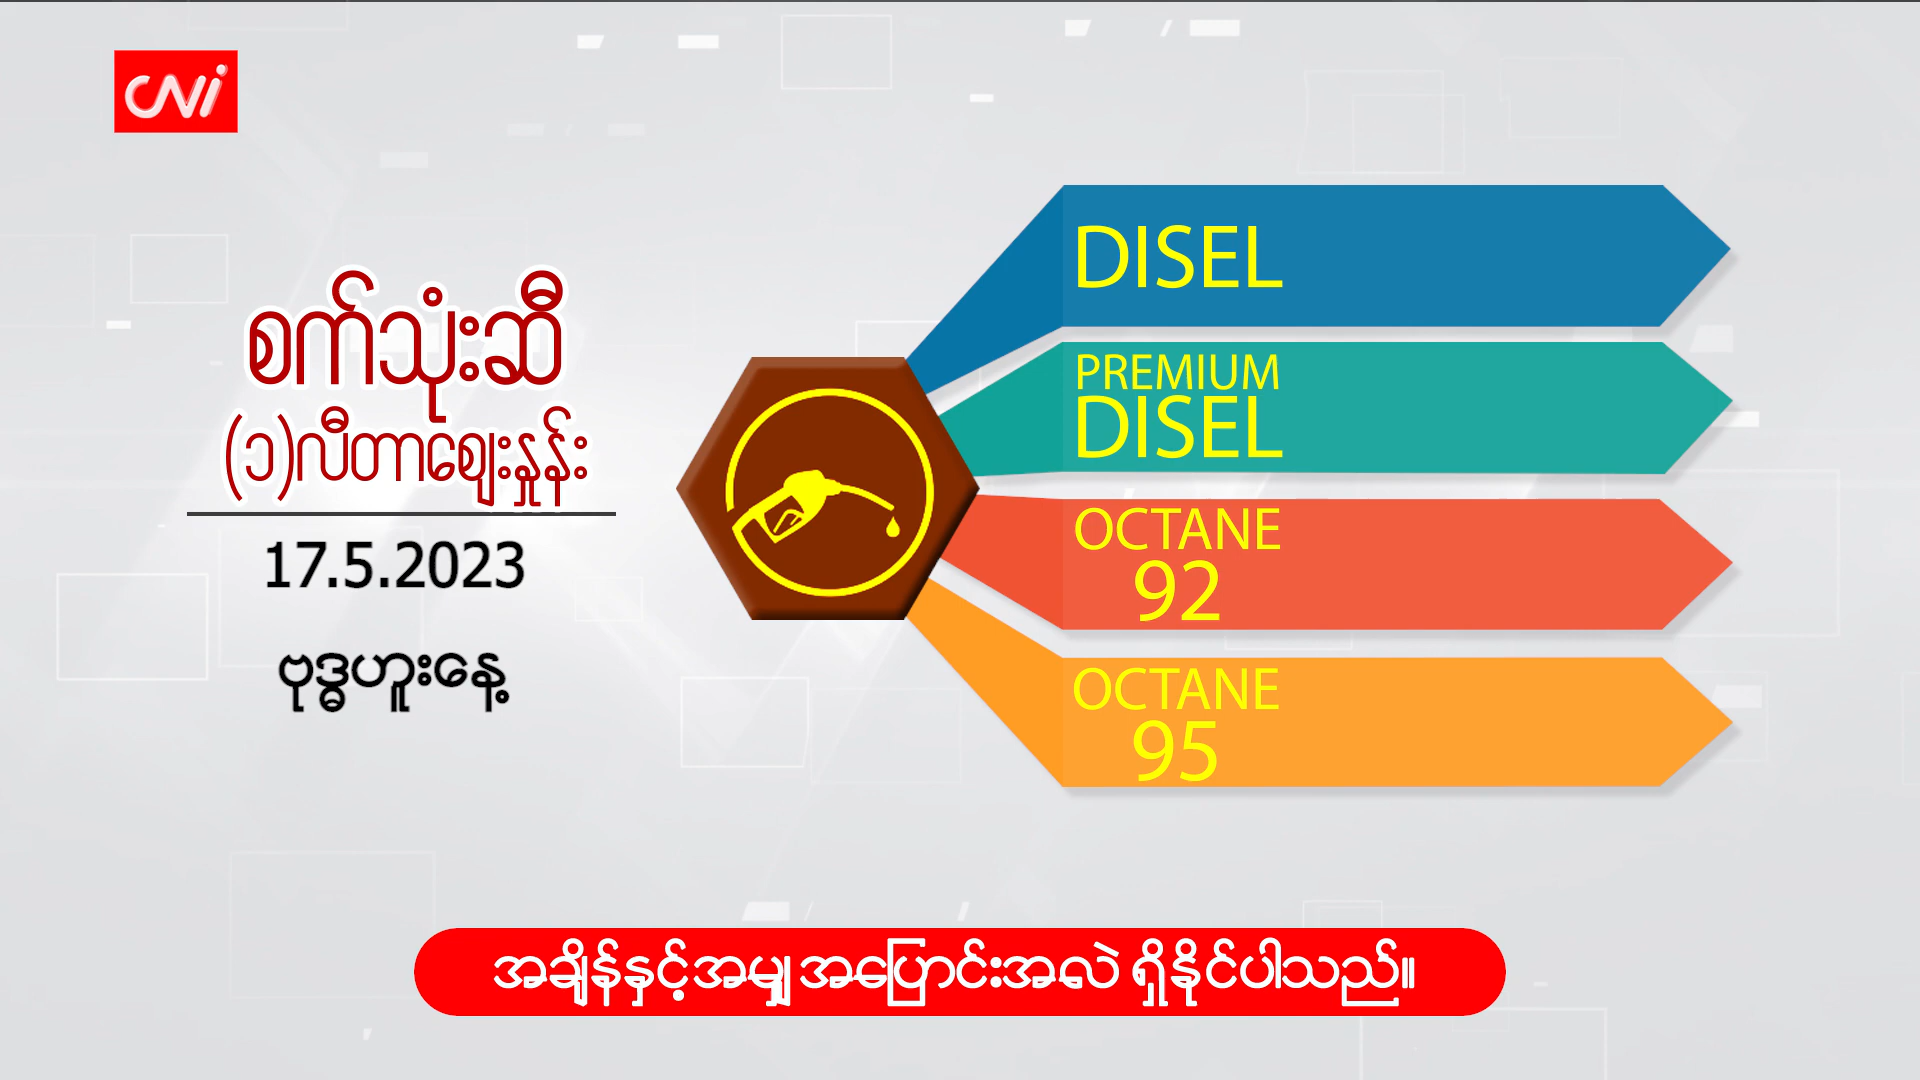 CNi
စက်သုံးဆီ
(၁)လီတာဈေးနှုန်း
17.5.2023
ဗုဒ္ဓဟူးနေ့
DISEL
PREMIUM
DISEL
OCTANE
92
OCTANE
95
အချိန်နှင့်အမျှ အပြောင်းအလဲ ရှိနိုင်ပါသည်။